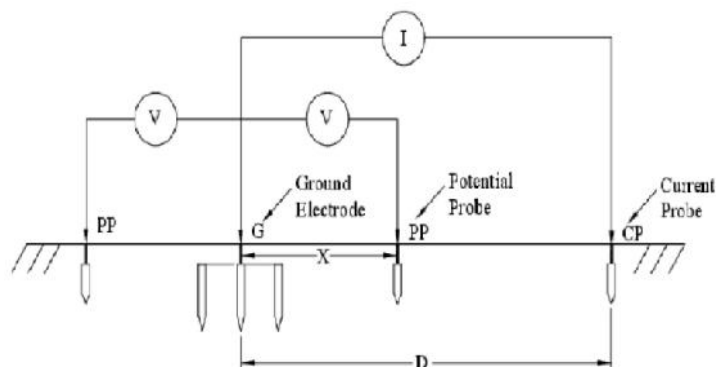 I
V
V
Ground
Electrode
Potential
Probe
Current
Probe
PP
G
PP
CP
X
D